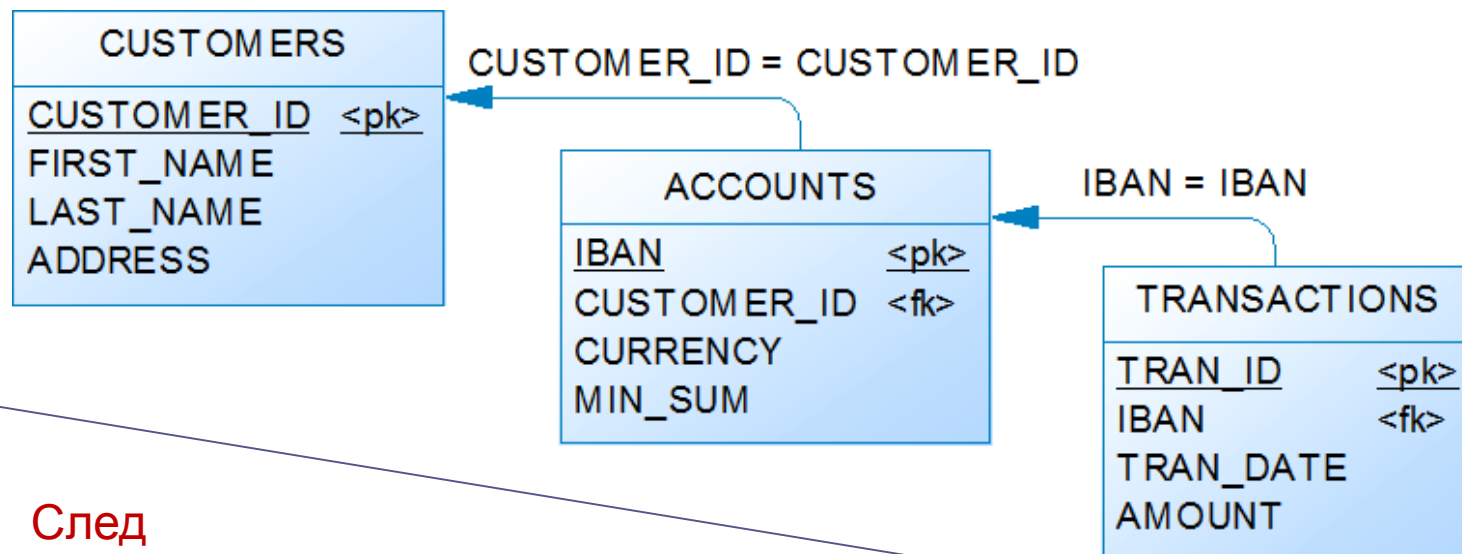 CUSTOMERS
CUSTOMER_ID <pk>
FIRST_NAME
LAST_NAME
ADDRESS
CUSTOMER_ID = CUSTOMER_ID
ACCOUNTS
IBAN <pk>
CUSTOMER_ID <fk>
CURRENCY
MIN_SUM
IBAN = IBAN
TRANSACTIONS
TRAN_ID <pk>
IBAN <fk>
TRAN_DATE
AMOUNT
След